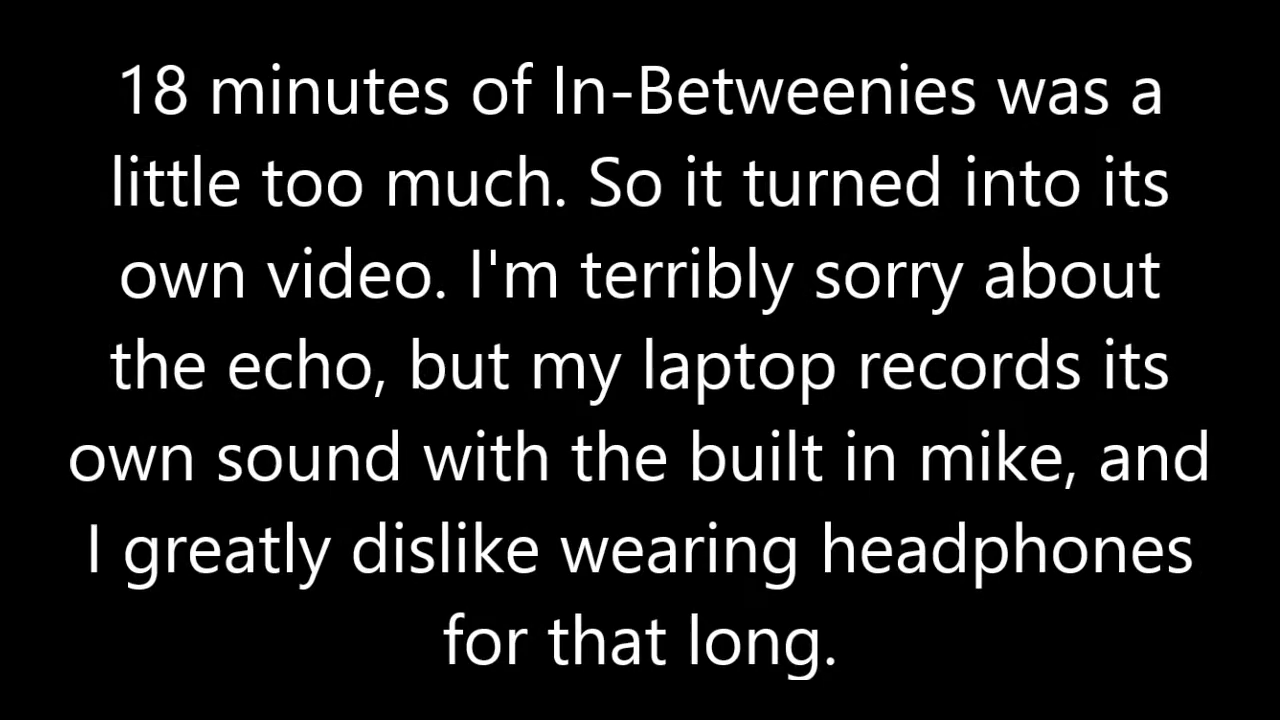 18 minutes of In-Betweenies was a
little too much. So it turned into its
own video. I'm terribly sorry about
the echo, but my laptop records its
own sound with the built in mike, and
I greatly dislike wearing headphones
for that long.